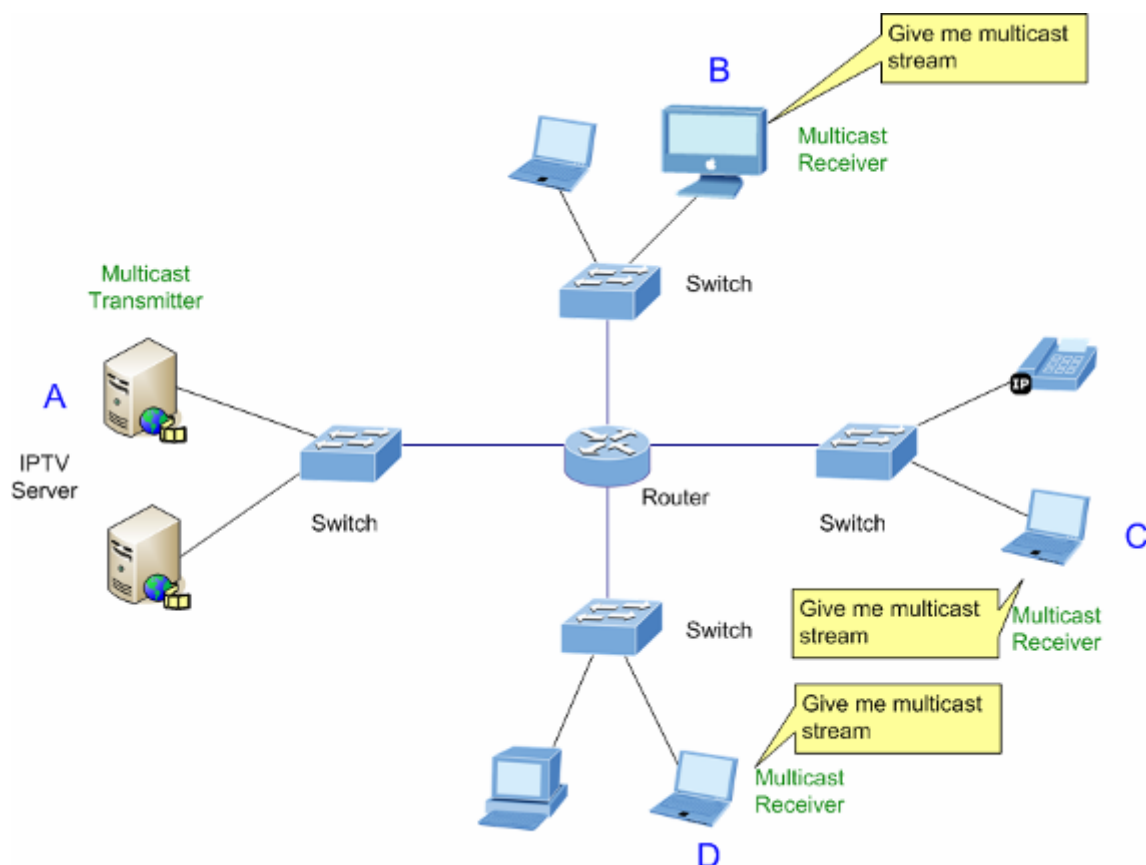 Give me multicast
stream
B
Multicast
Receiver
Switch
Multicast
Transmitter
A
IPTV
Server
Switch
Router
IP
Switch
C
Give me multicast
stream
Multicast
Receiver
Switch
Give me multicast
stream
Multicast
Receiver
D